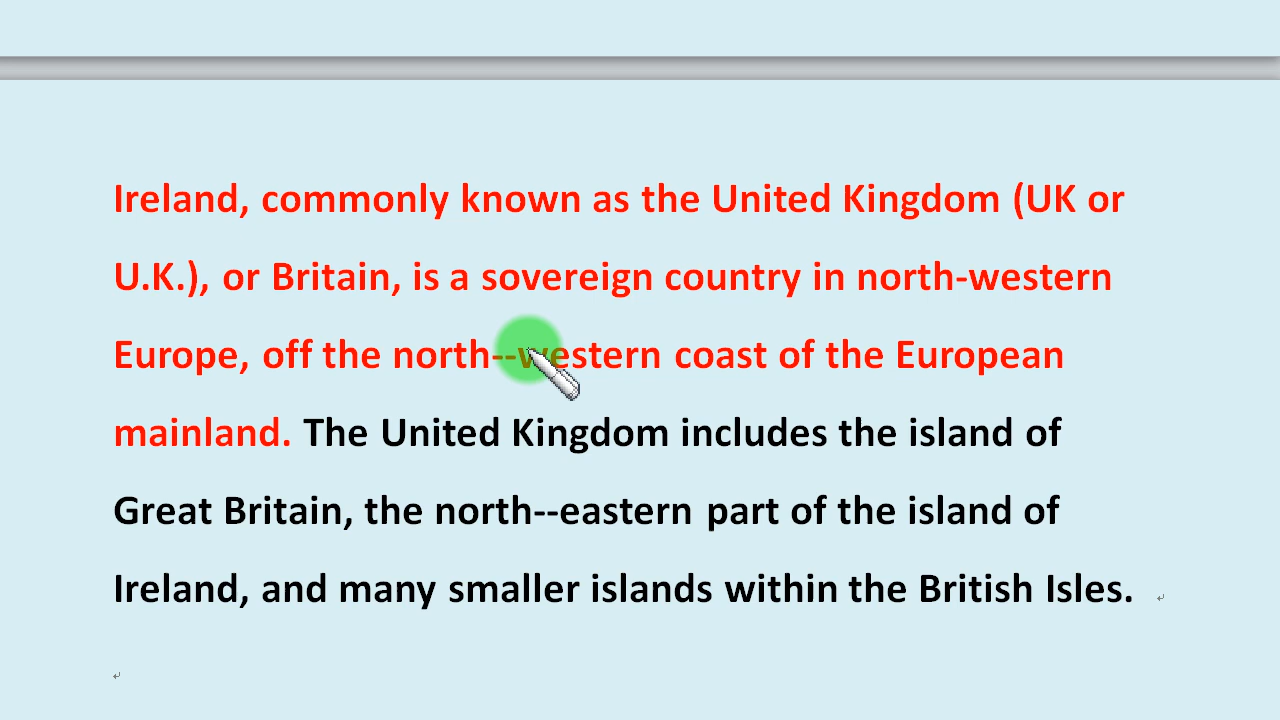 Ireland, commonly known as the United Kingdom (UK or
U.K.), or Britain, is a sovereign country in north-western
Europe, off the north--western coast of the European
mainland. The United Kingdom includes the island of
Great Britain, the north--eastern part of the island of
Ireland, and many smaller islands within the British Isles.